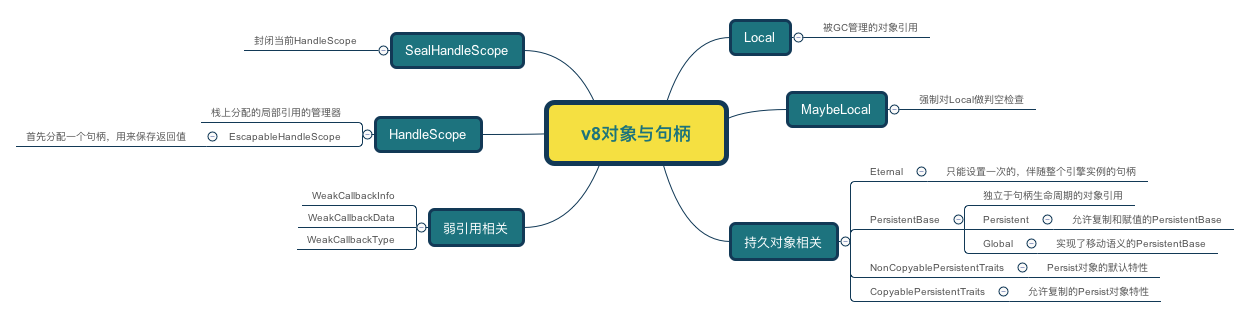 v8对象与句柄
Local
被GC管理的对象引用
MaybeLocal
强制对Local做判空检查
持久对象相关
Eternal
只能设置一次的，伴随整个引擎实例的句柄
PersistentBase
独立于句柄生命周期的对象引用
Persistent
允许复制和赋值的PersistentBase
Global
实现了移动语义的PersistentBase
NonCopyablePersistentTraits
Persist对象的默认特性
CopyablePersistentTraits
允许复制的Persist对象特性
SealHandleScope
封闭当前HandleScope
HandleScope
栈上分配的局部引用的管理器
EscapableHandleScope
首先分配一个句柄，用来保存返回值
弱引用相关
WeakCallbackInfo
WeakCallbackData
WeakCallbackType